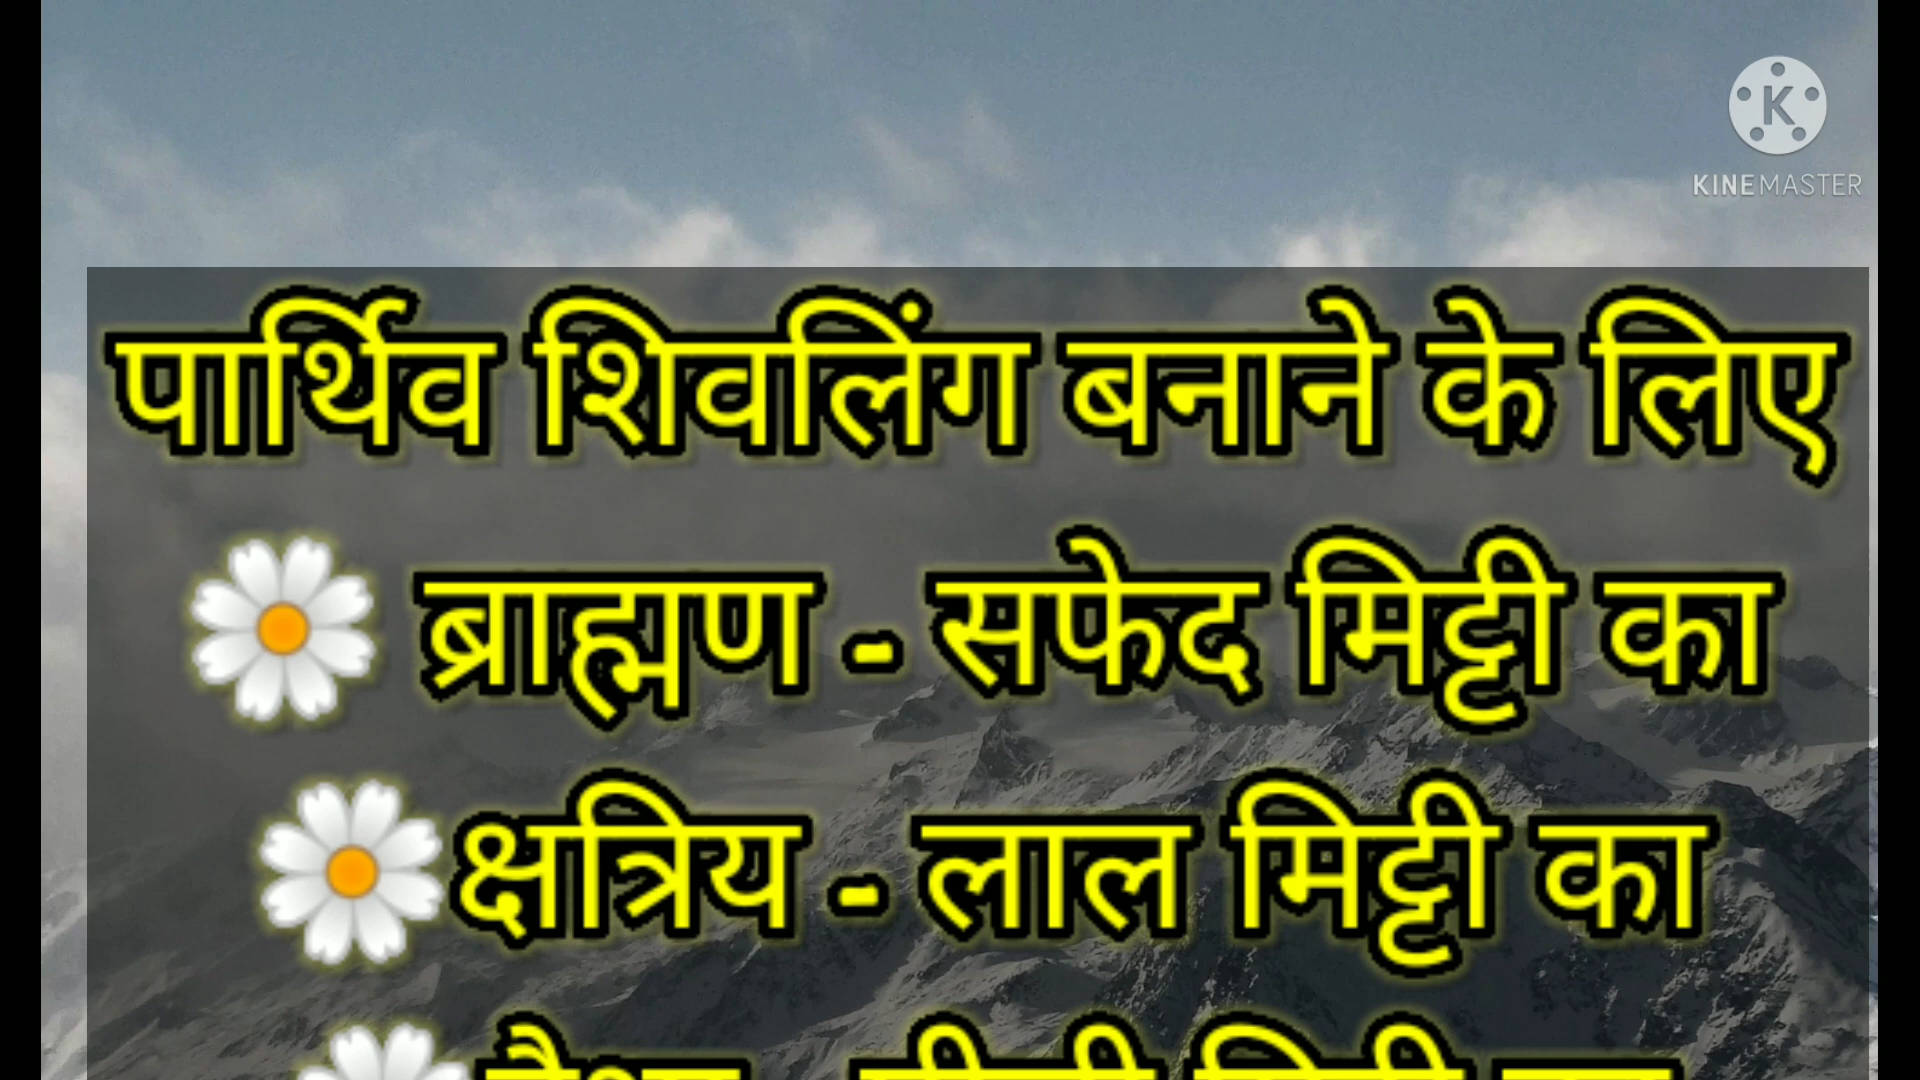 KINEMASTER
पार्थिव शिवलिंग बनाने के लिए
ब्राह्मण - सफेद मिट्टी का
क्षत्रिय - लाल मिट्टी का